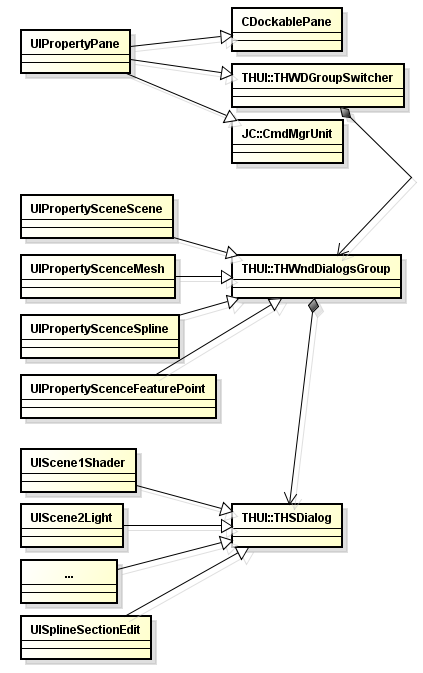 CDockablePane
UIPropertyPane
THUI::THWDGroupSwitcher
JC::CmdMgrUnit
UIPropertySceneScene
UIPropertyScenceMesh
THUI::THWndDialogsGroup
UIPropertyScenceSpline
UIPropertyScenceFeaturePoint
UIScene1Shader
UIScene2Light
THUI::THSDialog
...
UISplineSectionEdit